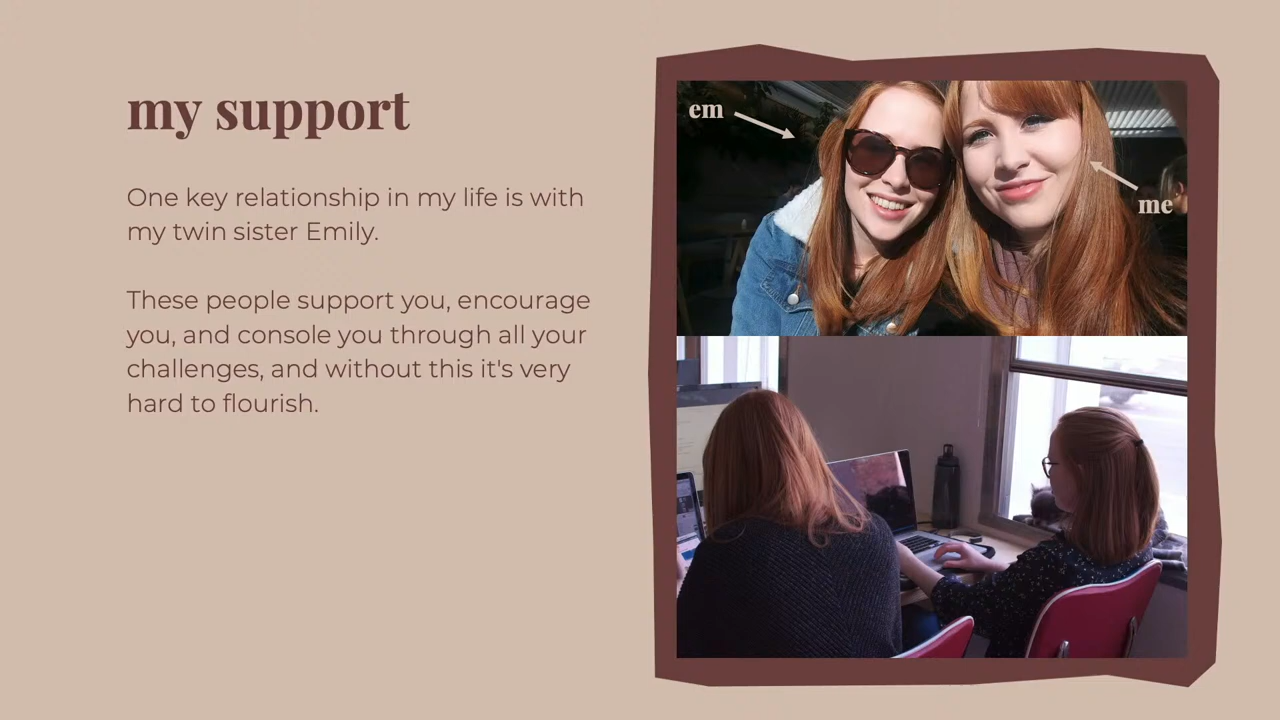 my support
One key relationship in my life is with
my twin sister Emily.
These people support you, encourage
you, and console you through all your
challenges, and without this it's very
hard to flourish.
em
me